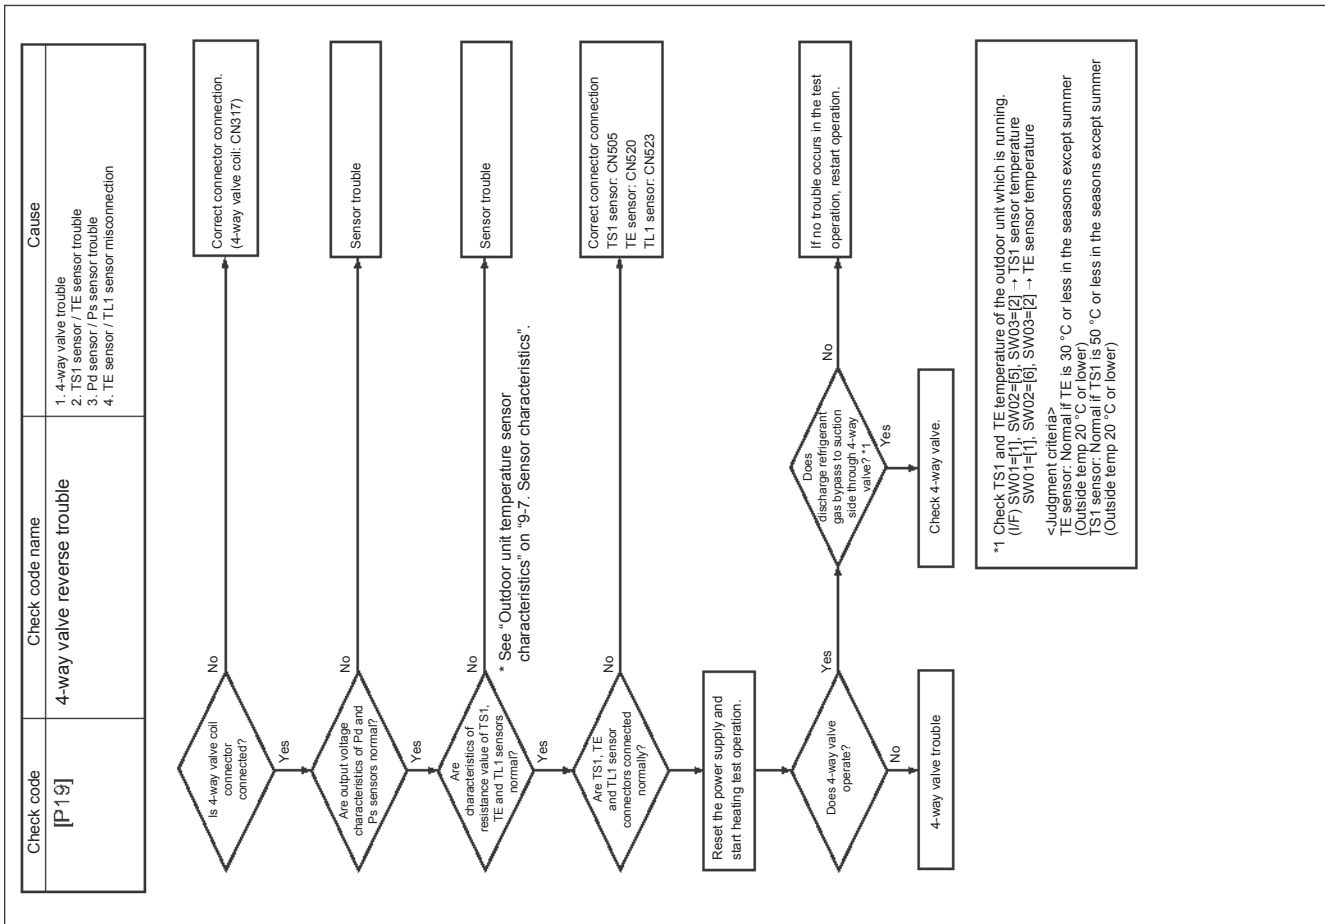 Check code
Check code name
Cause
[P19]
4-way valve reverse trouble
1. 4-way valve trouble
2. TS1 sensor / TE sensor trouble
3. Pd sensor / Ps sensor trouble
4. TE sensor / TL1 sensor misconnection
Is 4-way valve coil
connector
connected?
No
Correct connector connection.
(4-way valve coil: CN317)
Yes
Are output voltage
characteristics of Pd and
Ps sensors normal?
No
Sensor trouble
Yes
Are
characteristics of
resistance value of TS1,
TE and TL1 sensors
normal?
No
Sensor trouble
* See “Outdoor unit temperature sensor
characteristics” on “9-7. Sensor characteristics”.
Yes
Are TS1, TE
and TL1 sensor
connectors connected
normally?
No
Correct connector connection
TS1 sensor: CN505
TE sensor: CN520
TL1 sensor: CN523
Reset the power supply and
start heating test operation.
Does 4-way valve
operate?
Yes
No
4-way valve trouble
Does
discharge refrigerant
gas bypass to suction
side through 4-way
valve? *1
No
If no trouble occurs in the test
operation, restart operation.
Yes
Check 4-way valve.
*1 Check TS1 and TE temperature of the outdoor unit which is running.
(I/F) SW01=[1], SW02=[5], SW03=[2] → TS1 sensor temperature
SW01=[1], SW02=[6], SW03=[2] → TE sensor temperature
<Judgment criteria>
TE sensor: Normal if TE is 30 °C or less in the seasons except summer
(Outside temp 20 °C or lower)
TS1 sensor: Normal if TS1 is 50 °C or less in the seasons except summer
(Outside temp 20 °C or lower)